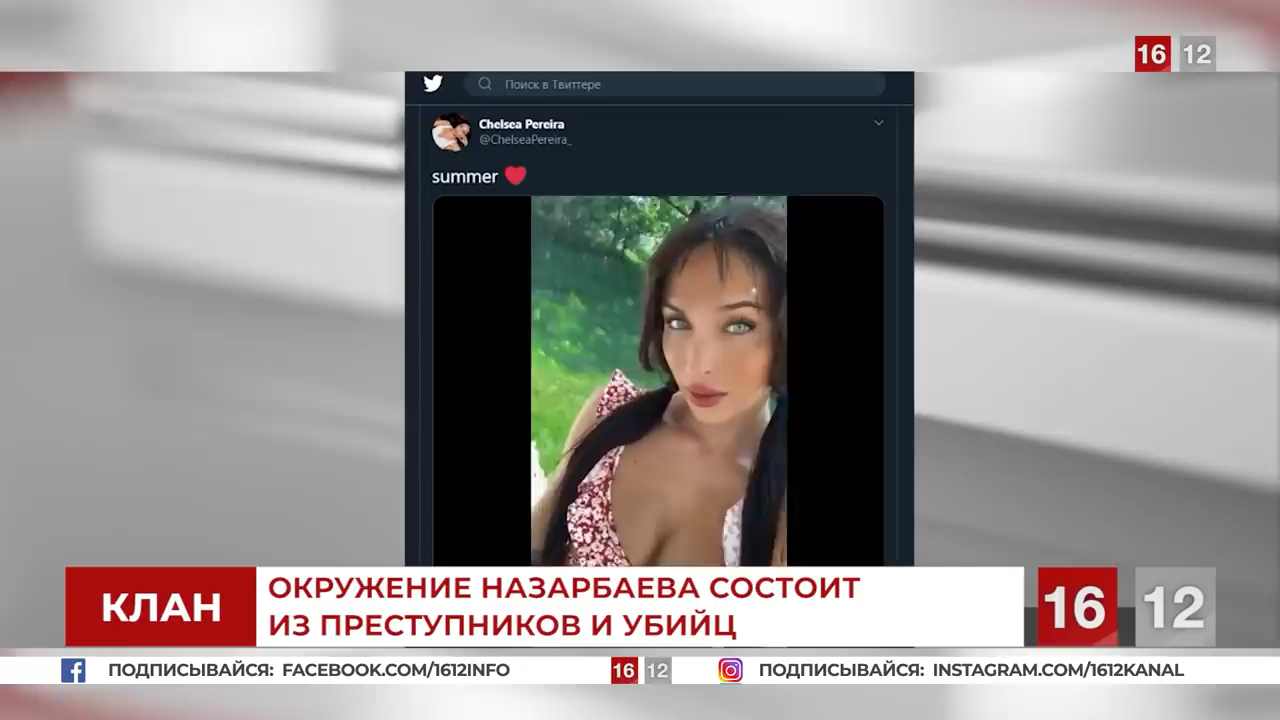 16 12
Поиск в Твиттере
Chelsea Pereira
@ChelseaPereira_
summer ❤️
КЛАН
ОКРУЖЕНИЕ НАЗАРБАЕВА СОСТОИТ
ИЗ ПРЕСТУПНИКОВ И УБИЙЦ
16 12
ПОДПИСЫВАЙСЯ: FACEBOOK.COM/1612INFO
16 12
ПОДПИСЫВАЙСЯ: INSTAGRAM.COM/1612KANAL